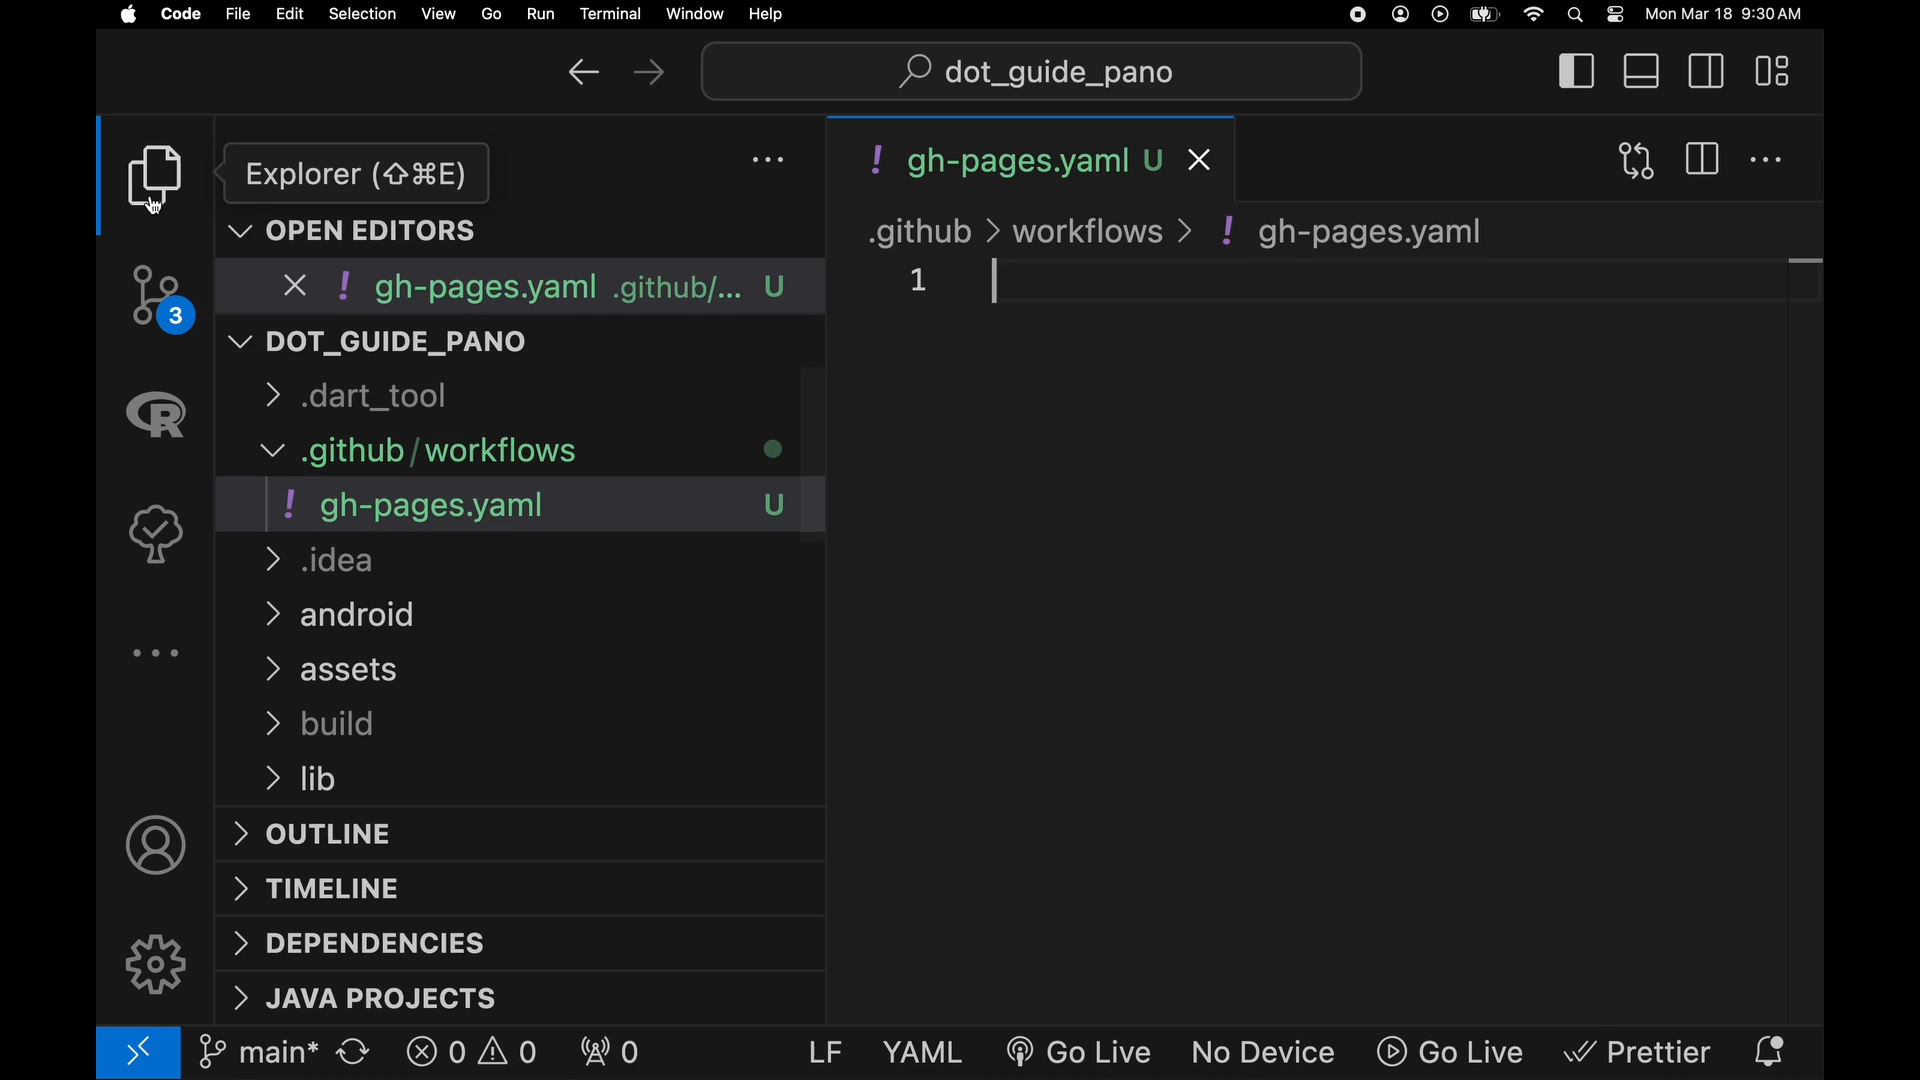 Code File Edit Selection View Go Run Terminal Window Help Mon Mar 18 9:30 AM
dot_guide_pano
Explorer (⇧⌘E)
OPEN EDITORS
gh-pages.yaml .github/... U
DOT_GUIDE_PANO
.dart_tool
.github / workflows
! gh-pages.yaml U
.idea
android
assets
build
lib
OUTLINE
TIMELINE
DEPENDENCIES
JAVA PROJECTS
3
R
! gh-pages.yaml U
.github > workflows > ! gh-pages.yaml
1
main* 0 0 0 LF YAML Go Live No Device Go Live Prettier